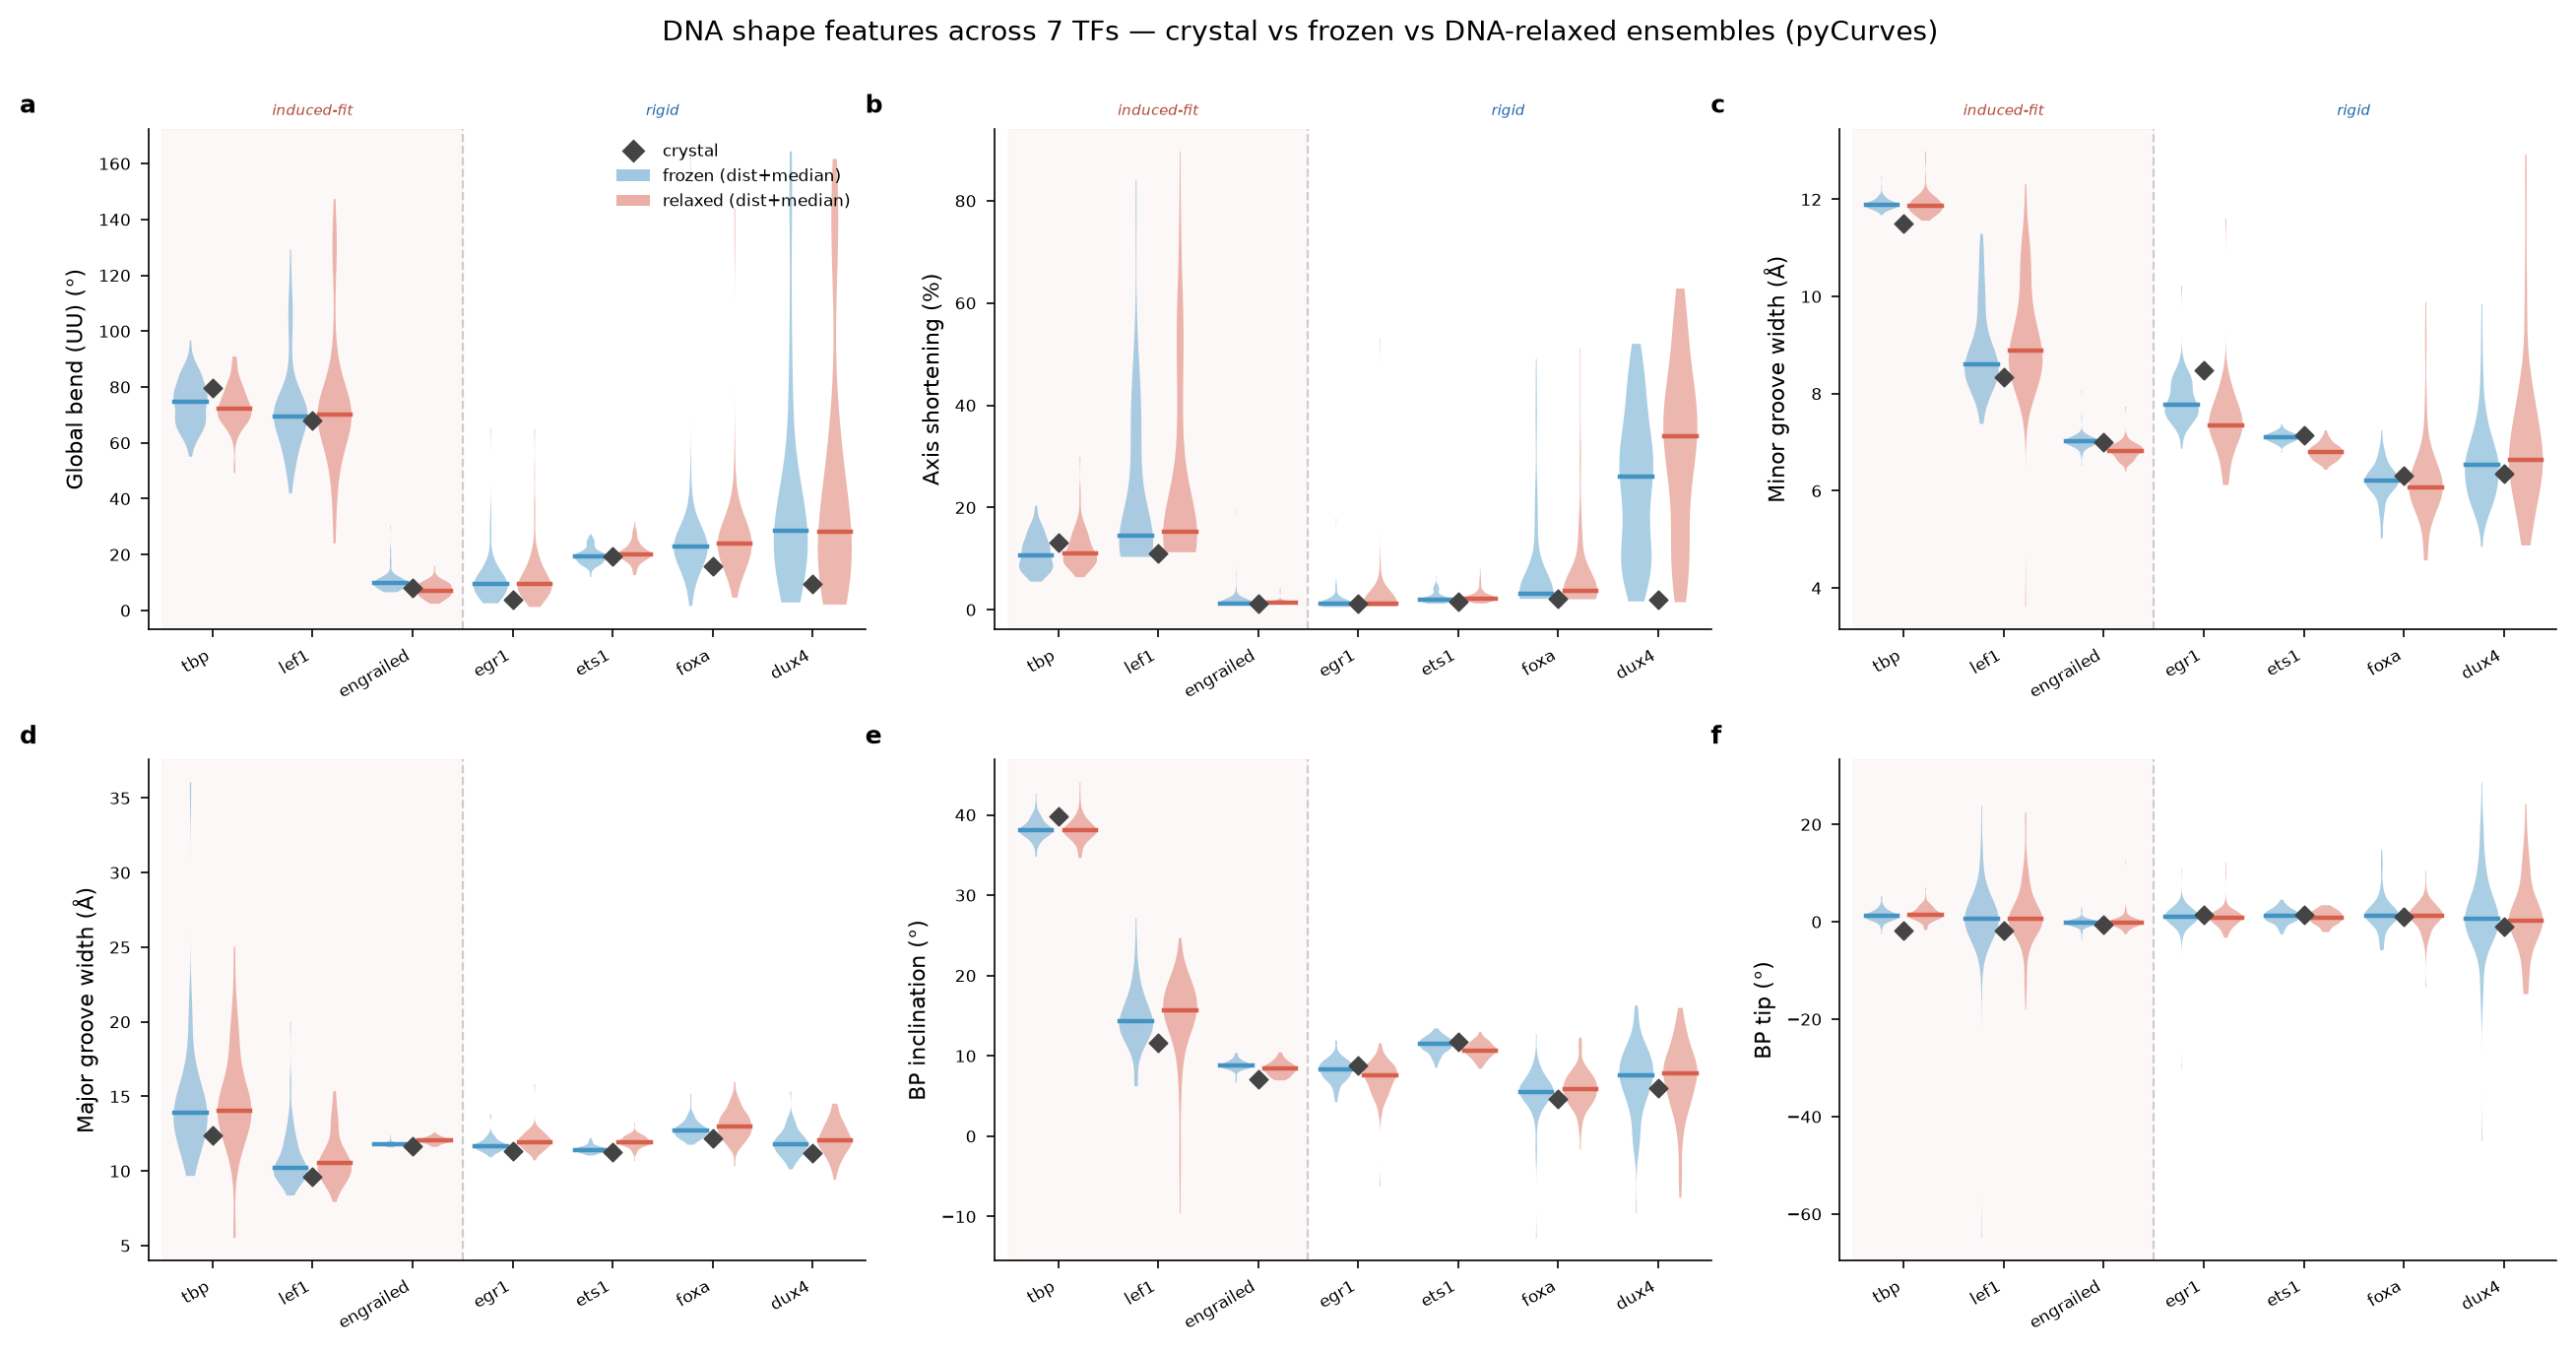 DNA shape features across 7 TFs — crystal vs frozen vs DNA-relaxed ensembles (pyCurves)
a
induced-fit
rigid
crystal
frozen (dist+median)
relaxed (dist+median)
Global bend (UU) (°)
160
140
120
100
80
60
40
20
0
tbp
lef1
engrailed
egr1
ets1
foxa
dux4
b
induced-fit
rigid
Axis shortening (%)
80
60
40
20
0
tbp
lef1
engrailed
egr1
ets1
foxa
dux4
c
induced-fit
rigid
Minor groove width (Å)
12
10
8
6
4
tbp
lef1
engrailed
egr1
ets1
foxa
dux4
d
Major groove width (Å)
35
30
25
20
15
10
5
tbp
lef1
engrailed
egr1
ets1
foxa
dux4
e
BP inclination (°)
40
30
20
10
0
−10
tbp
lef1
engrailed
egr1
ets1
foxa
dux4
f
BP tip (°)
20
0
−20
−40
−60
tbp
lef1
engrailed
egr1
ets1
foxa
dux4